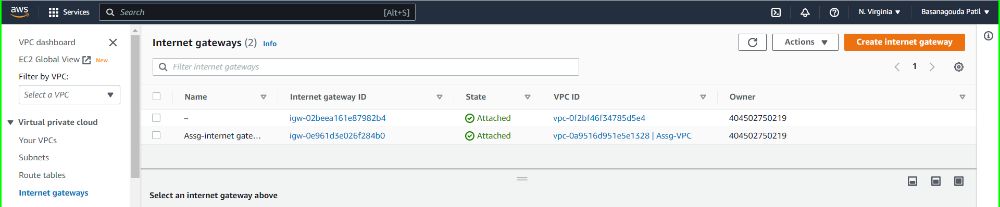 aws
Services
Search
[Alt+S]
N. Virginia
Basanagouda Patil
VPC dashboard
EC2 Global View
New
Filter by VPC:
Select a VPC
Virtual private cloud
Your VPCs
Subnets
Route tables
Internet gateways
Internet gateways (2) Info
Actions
Create internet gateway
Filter internet gateways
1
Name Internet gateway ID State VPC ID Owner
– igw-02beea161e87982b4 Attached vpc-0f2bf46f34785d5e4 404502750219
Assg-internet gate… igw-0e961d3e026f284b0 Attached vpc-0a9516d951e5e1328 | Assg-VPC 404502750219
Select an internet gateway above